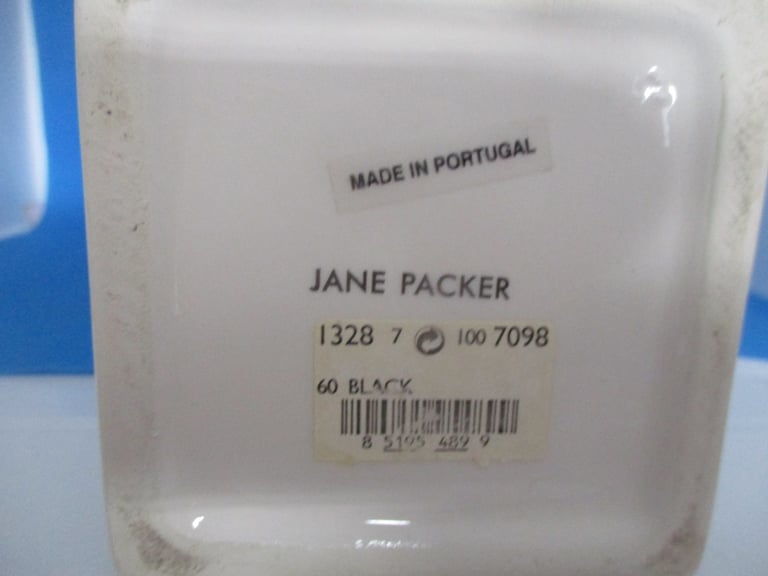 MADE IN PORTUGAL
JANE PACKER
1328 7 100 7098
60 BLACK
8 5195 489 9